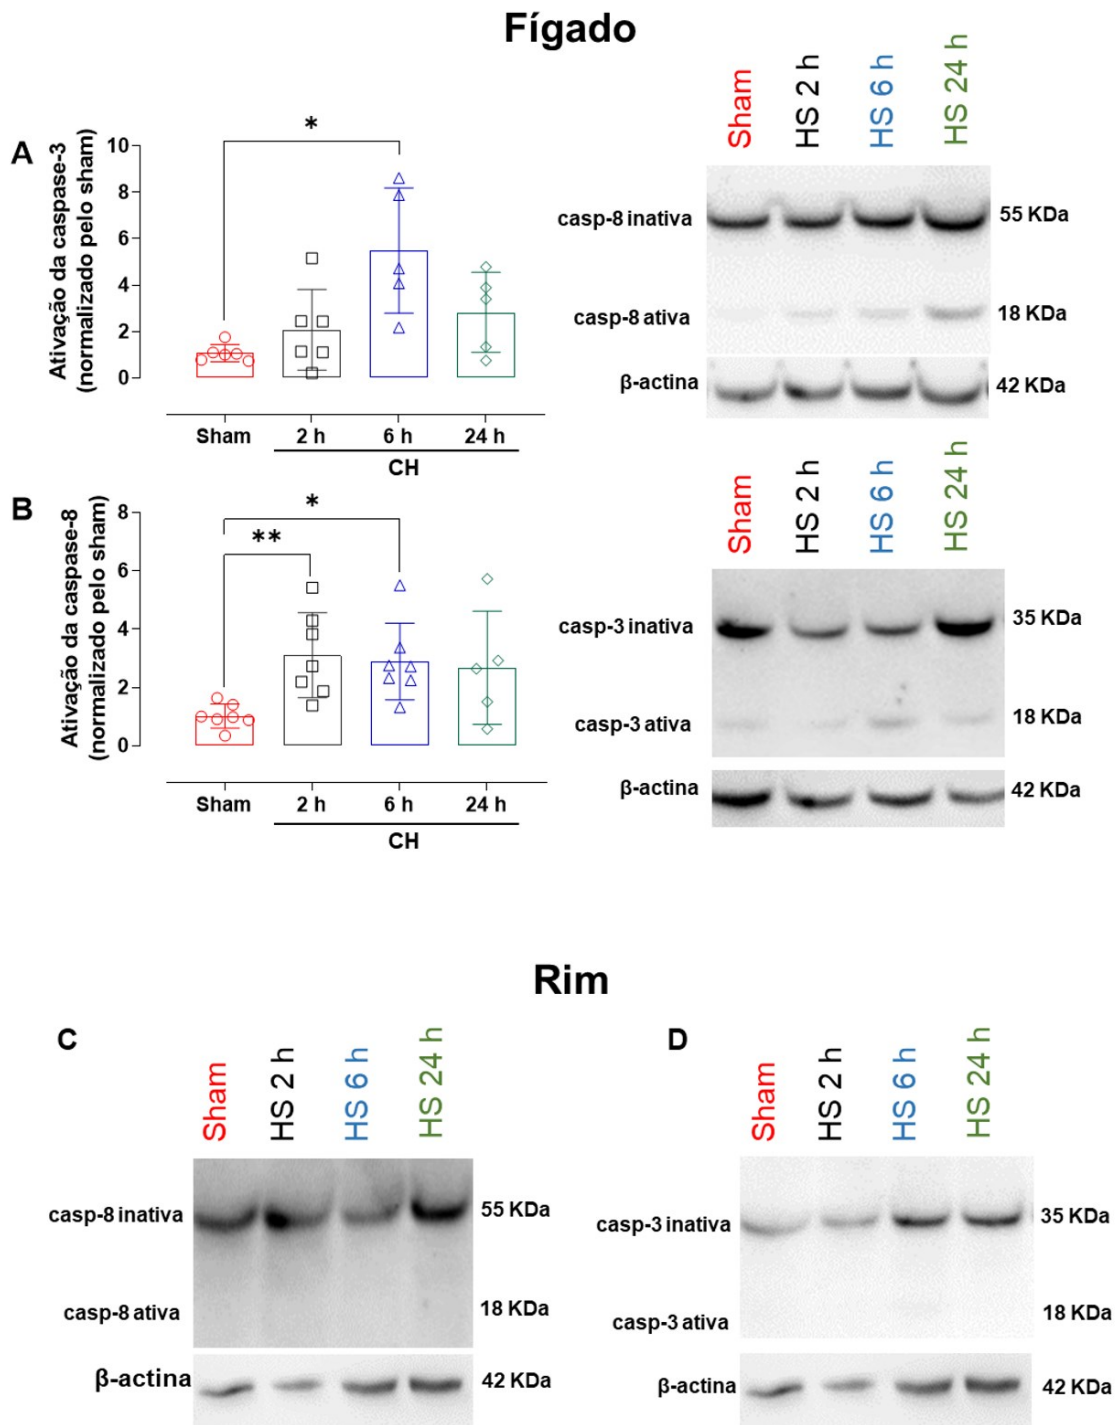 Fígado
A
Ativação da caspase-3
(normalizado pelo sham)
10
8
6
4
2
0
*
Sham
2 h
6 h
24 h
CH
Sham
HS 2 h
HS 6 h
HS 24 h
casp-8 inativa
55 KDa
casp-8 ativa
18 KDa
β-actina
42 KDa
B
Ativação da caspase-8
(normalizado pelo sham)
8
6
4
2
0
*
**
Sham
2 h
6 h
24 h
CH
Sham
HS 2 h
HS 6 h
HS 24 h
casp-3 inativa
35 KDa
casp-3 ativa
18 KDa
β-actina
42 KDa
Rim
C
Sham
HS 2 h
HS 6 h
HS 24 h
casp-8 inativa
55 KDa
casp-8 ativa
18 KDa
β-actina
42 KDa
D
Sham
HS 2 h
HS 6 h
HS 24 h
casp-3 inativa
35 KDa
casp-3 ativa
18 KDa
β-actina
42 KDa